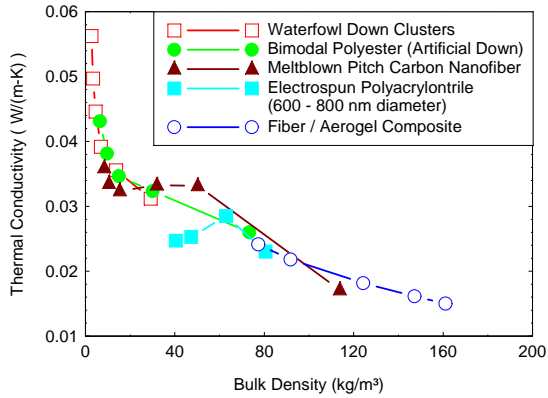 0.06
0.05
0.04
0.03
0.02
0.01
0
40
80
120
160
200
Thermal Conductivity ( W/(m-K) )
Bulk Density (kg/m³)
Waterfowl Down Clusters
Bimodal Polyester (Artificial Down)
Meltblown Pitch Carbon Nanofiber
Electrospun Polyacrylontrile
(600 - 800 nm diameter)
Fiber / Aerogel Composite